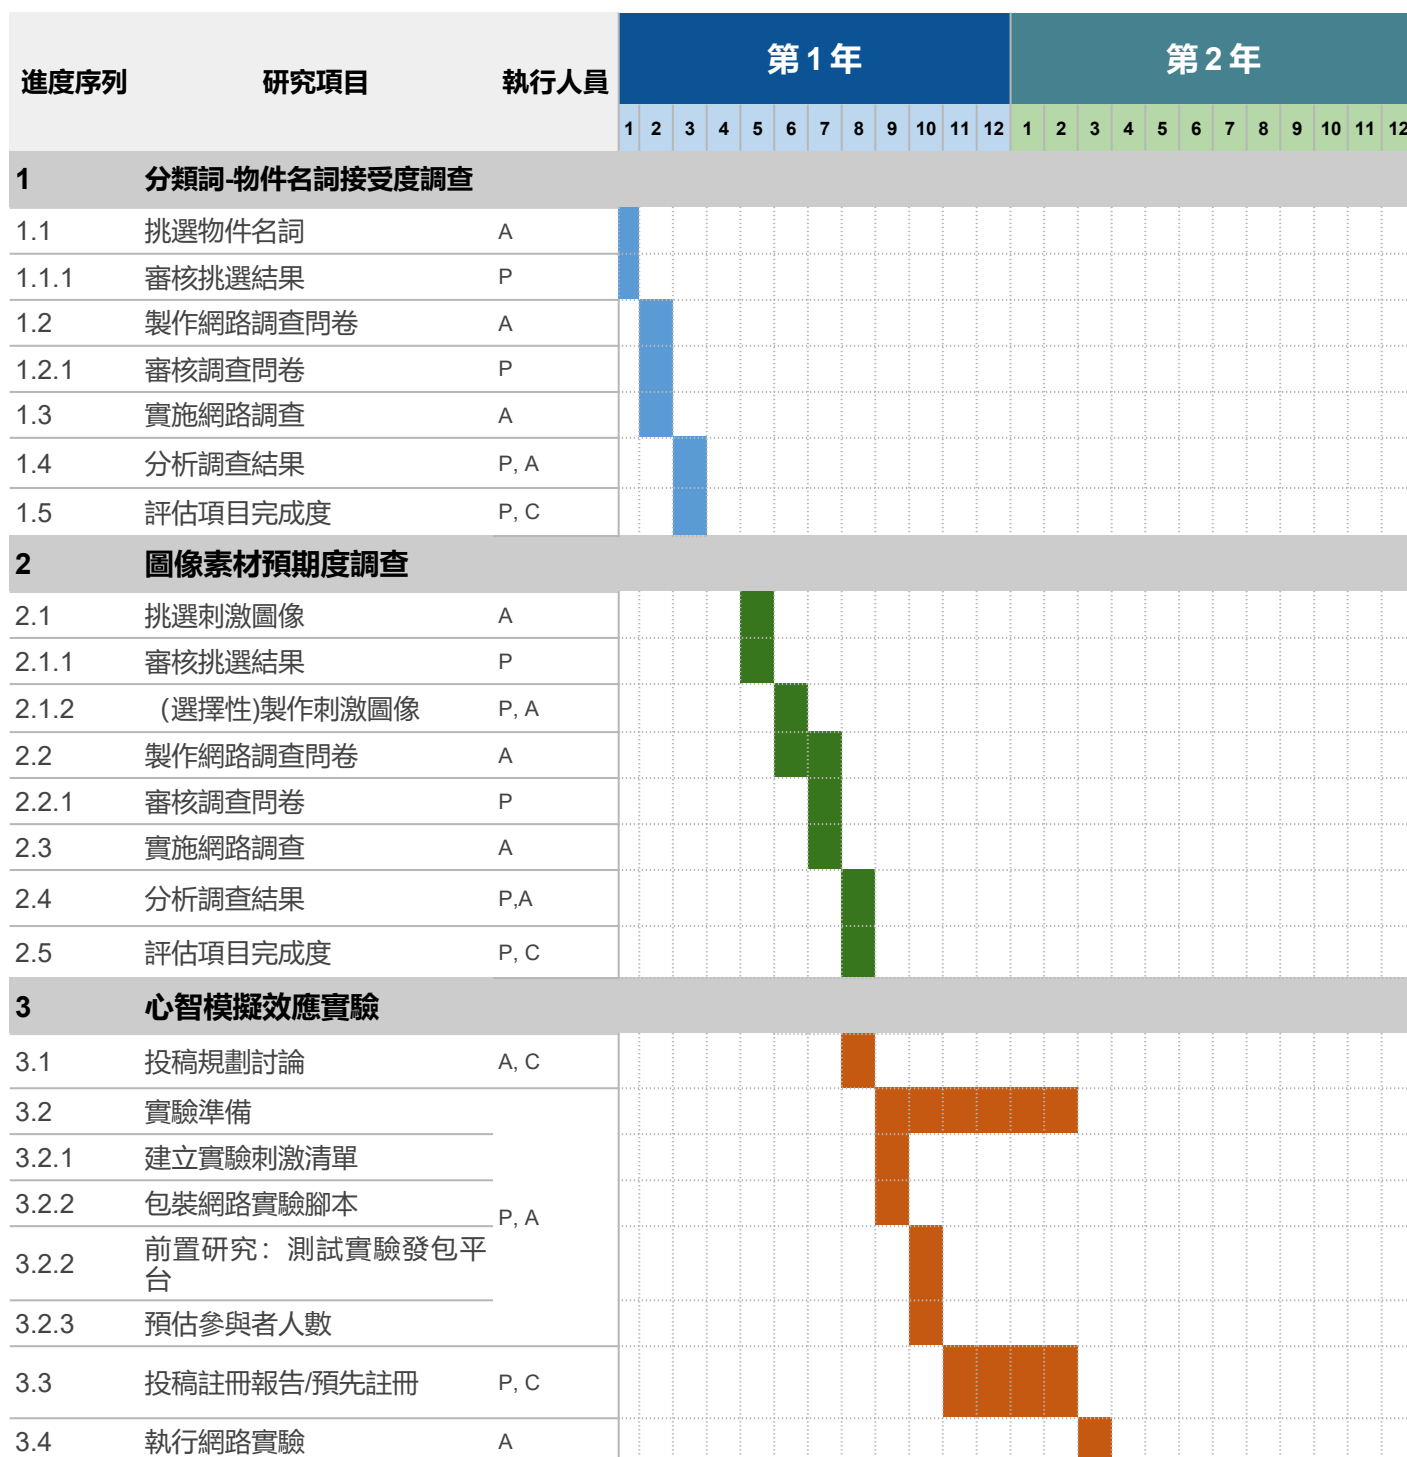 進度序列 研究項目 執行人員 第1年 第2年
1 2 3 4 5 6 7 8 9 10 11 12 1 2 3 4 5 6 7 8 9 10 11 12
1 分類詞-物件名詞接受度調查
1.1 挑選物件名詞 A
1.1.1 審核挑選結果 P
1.2 製作網路調查問卷 A
1.2.1 審核調查問卷 P
1.3 實施網路調查 A
1.4 分析調查結果 P, A
1.5 評估項目完成度 P, C
2 圖像素材預期度調查
2.1 挑選刺激圖像 A
2.1.1 審核挑選結果 P
2.1.2 (選擇性)製作刺激圖像 P, A
2.2 製作網路調查問卷 A
2.2.1 審核調查問卷 P
2.3 實施網路調查 A
2.4 分析調查結果 P,A
2.5 評估項目完成度 P, C
3 心智模擬效應實驗
3.1 投稿規劃討論 A, C
3.2 實驗準備
3.2.1 建立實驗刺激清單
3.2.2 包裝網路實驗腳本
P, A
3.2.2 前置研究：測試實驗發包平
台
3.2.3 預估參與者人數
3.3 投稿註冊報告/預先註冊 P, C
3.4 執行網路實驗 A